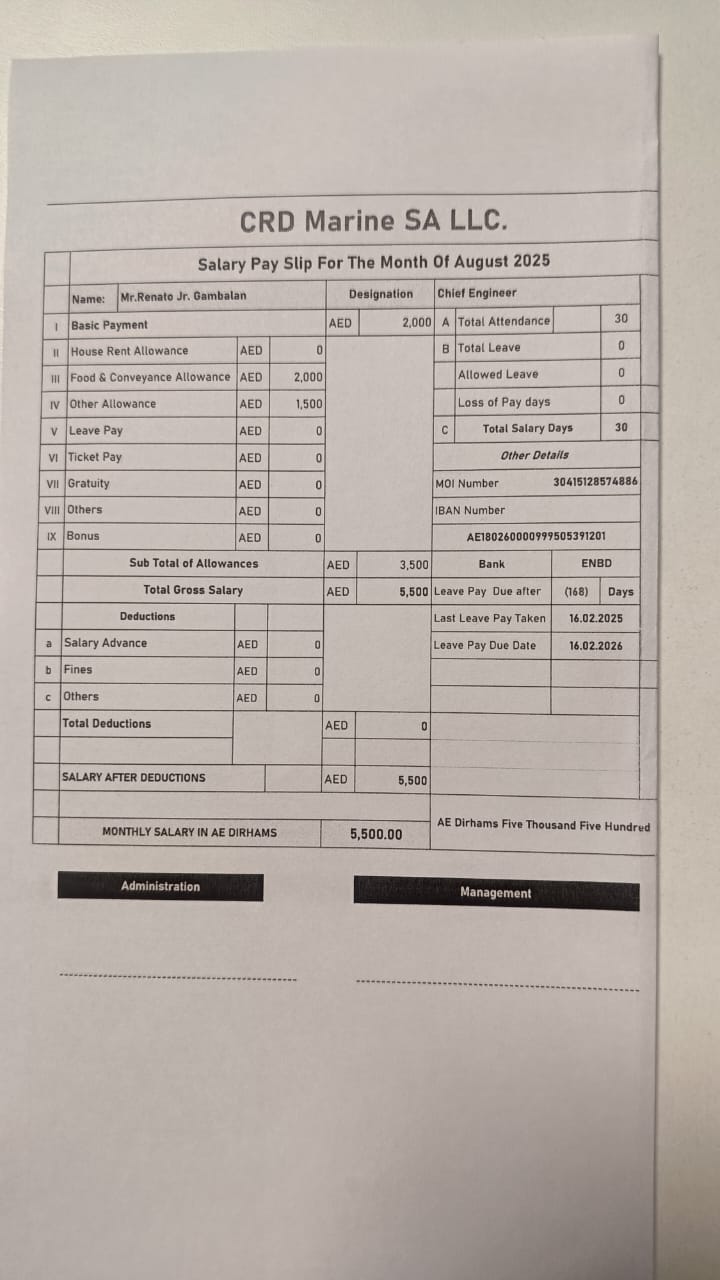 CRD Marine SA LLC.
Salary Pay Slip For The Month Of August 2025
Name: Mr.Renato Jr. Gambalan Designation Chief Engineer
I Basic Payment AED 2,000 A Total Attendance 30
II House Rent Allowance AED 0 B Total Leave 0
III Food & Conveyance Allowance AED 2,000 Allowed Leave 0
IV Other Allowance AED 1,500 Loss of Pay days 0
V Leave Pay AED 0 C Total Salary Days 30
VI Ticket Pay AED 0 Other Details
VII Gratuity AED 0 MOI Number 30415128574886
VIII Others AED 0 IBAN Number
IX Bonus AED 0 AE180260000999505391201
Sub Total of Allowances AED 3,500 Bank ENBD
Total Gross Salary AED 5,500 Leave Pay Due after (168) Days
Deductions Last Leave Pay Taken 16.02.2025
a Salary Advance AED 0 Leave Pay Due Date 16.02.2026
b Fines AED 0
c Others AED 0
Total Deductions AED 0
SALARY AFTER DEDUCTIONS AED 5,500
MONTHLY SALARY IN AE DIRHAMS 5,500.00 AE Dirhams Five Thousand Five Hundred
Administration Management